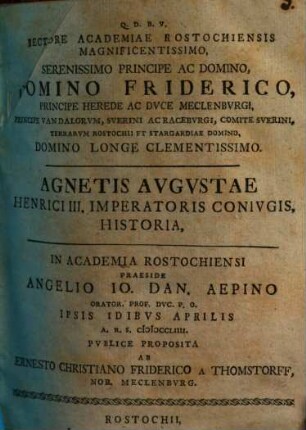 Q. D. B. V.
RECTORE ACADEMIAE ROSTOCHIENSIS
MAGNIFICENTISSIMO,
SERENISSIMO PRINCIPE AC DOMINO,
DOMINO FRIDERICO,
PRINCIPE HEREDE AC DVCE MECLENBVRGI,
PRINCIPE VANDALORVM, SVERINI AC RACEBVRGI, COMITE SVERINI,
TERRARVM ROSTOCHII ET STARGARDIAE DOMINO,
DOMINO LONGE CLEMENTISSIMO.
AGNETIS AVGVSTAE
HENRICI III. IMPERATORIS CONIVGIS,
HISTORIA,
IN ACADEMIA ROSTOCHIENSI
PRAESIDE
ANGELIO IO. DAN. AEPINO
ORATOR. PROF. DVC. P. O.
IPSIS IDIBVS APRILIS
A. R. S. cIɔIɔccLIIII.
PVBLICE PROPOSITA
AB
ERNESTO CHRISTIANO FRIDERICO A THOMSTORFF,
NOB. MECLENBVRG.
ROSTOCHII,